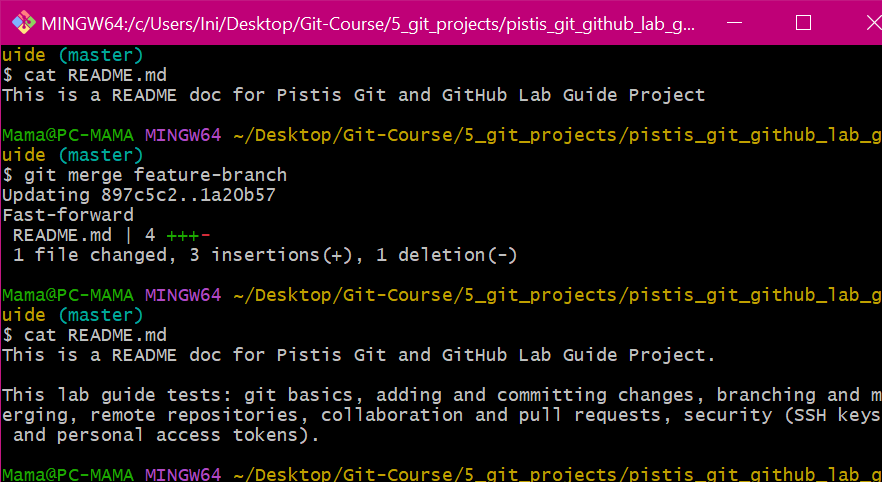 MINGW64:/c/Users/Ini/Desktop/Git-Course/5_git_projects/pistis_git_github_lab_g...
uide (master)
$ cat README.md
This is a README doc for Pistis Git and GitHub Lab Guide Project
Mama@PC-MAMA MINGW64 ~/Desktop/Git-Course/5_git_projects/pistis_git_github_lab_g
uide (master)
$ git merge feature-branch
Updating 897c5c2..1a20b57
Fast-forward
 README.md | 4 +++-
 1 file changed, 3 insertions(+), 1 deletion(-)
Mama@PC-MAMA MINGW64 ~/Desktop/Git-Course/5_git_projects/pistis_git_github_lab_g
uide (master)
$ cat README.md
This is a README doc for Pistis Git and GitHub Lab Guide Project.
This lab guide tests: git basics, adding and committing changes, branching and m
erging, remote repositories, collaboration and pull requests, security (SSH keys
 and personal access tokens).
Mama@PC-MAMA MINGW64 ~/Desktop/Git-Course/5_git_projects/pistis_git_github_lab_g